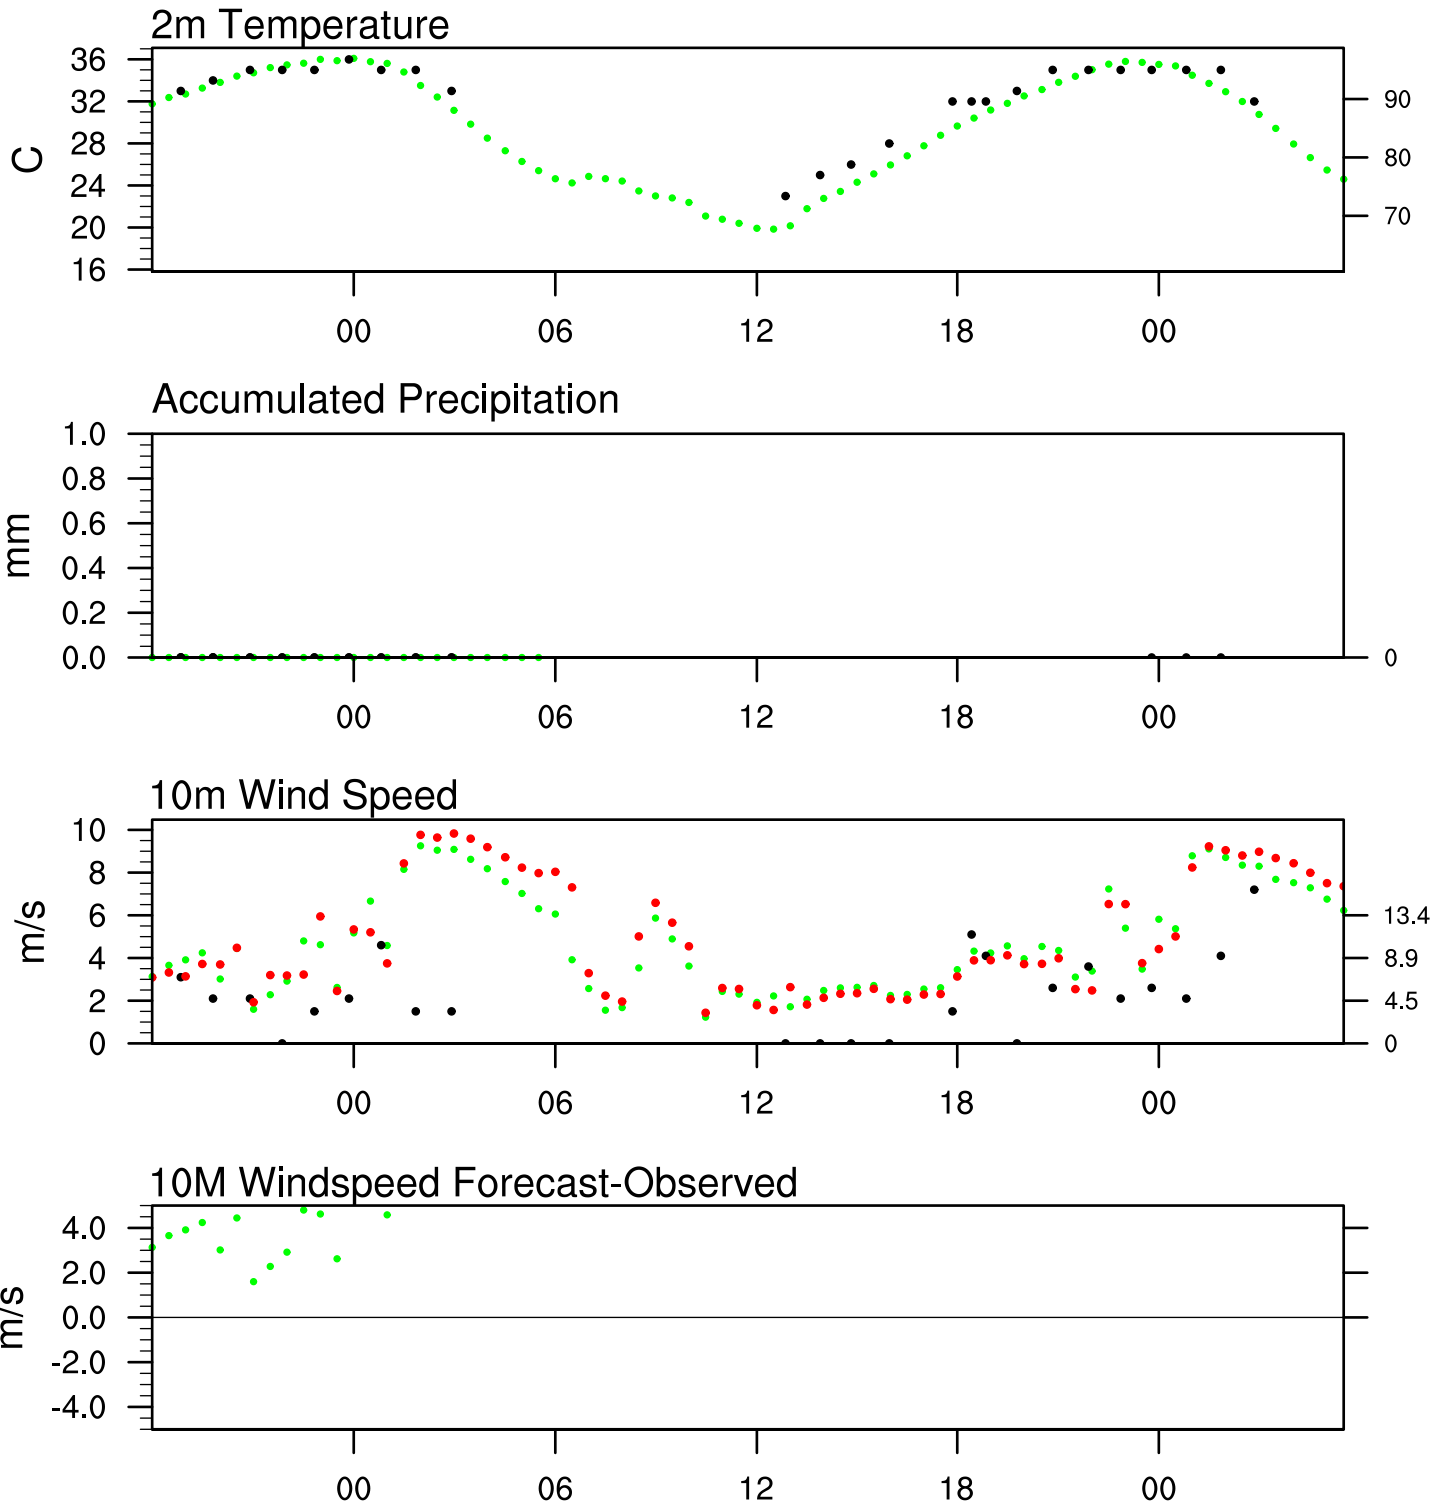 2m Temperature
36
32
28
24
20
16
C
90
80
70
00 06 12 18 00
Accumulated Precipitation
1.0
0.8
0.6
0.4
0.2
0.0
mm
0
00 06 12 18 00
10m Wind Speed
10
8
6
4
2
0
m/s
13.4
8.9
4.5
0
00 06 12 18 00
10M Windspeed Forecast-Observed
4.0
2.0
0.0
-2.0
-4.0
m/s
00 06 12 18 00